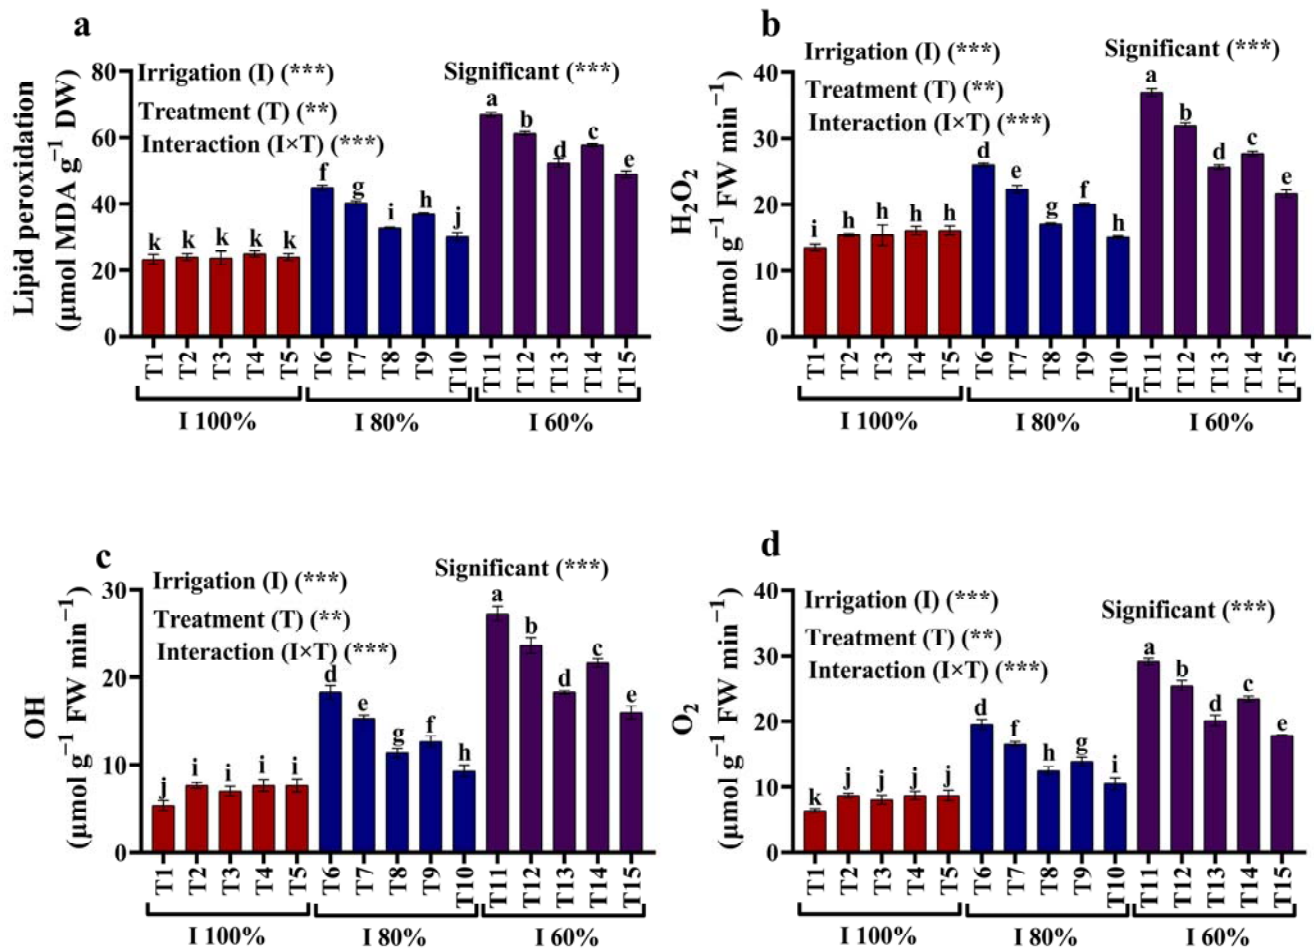 a
Irrigation (I) (***)
Significant (***)
Treatment (T) (**)
Interaction (I×T) (***)
Lipid peroxidation
(µmol MDA g⁻¹ DW)
80
60
40
20
0
k k k k k f g i h j a b d c e
T1 T2 T3 T4 T5 T6 T7 T8 T9 T10 T11 T12 T13 T14 T15
I 100% I 80% I 60%
b
Irrigation (I) (***)
Significant (***)
Treatment (T) (**)
Interaction (I×T) (***)
H₂O₂
(µmol g⁻¹ FW min⁻¹)
40
30
20
10
0
i h h h h d e g f h a b d c e
T1 T2 T3 T4 T5 T6 T7 T8 T9 T10 T11 T12 T13 T14 T15
I 100% I 80% I 60%
c
Irrigation (I) (***)
Significant (***)
Treatment (T) (**)
Interaction (I×T) (***)
OH
(µmol g⁻¹ FW min⁻¹)
30
20
10
0
j i i i i d e g f h a b d c e
T1 T2 T3 T4 T5 T6 T7 T8 T9 T10 T11 T12 T13 T14 T15
I 100% I 80% I 60%
d
Irrigation (I) (***)
Significant (***)
Treatment (T) (**)
Interaction (I×T) (***)
O₂
(µmol g⁻¹ FW min⁻¹)
40
30
20
10
0
k j j j j d f h g i a b d c e
T1 T2 T3 T4 T5 T6 T7 T8 T9 T10 T11 T12 T13 T14 T15
I 100% I 80% I 60%